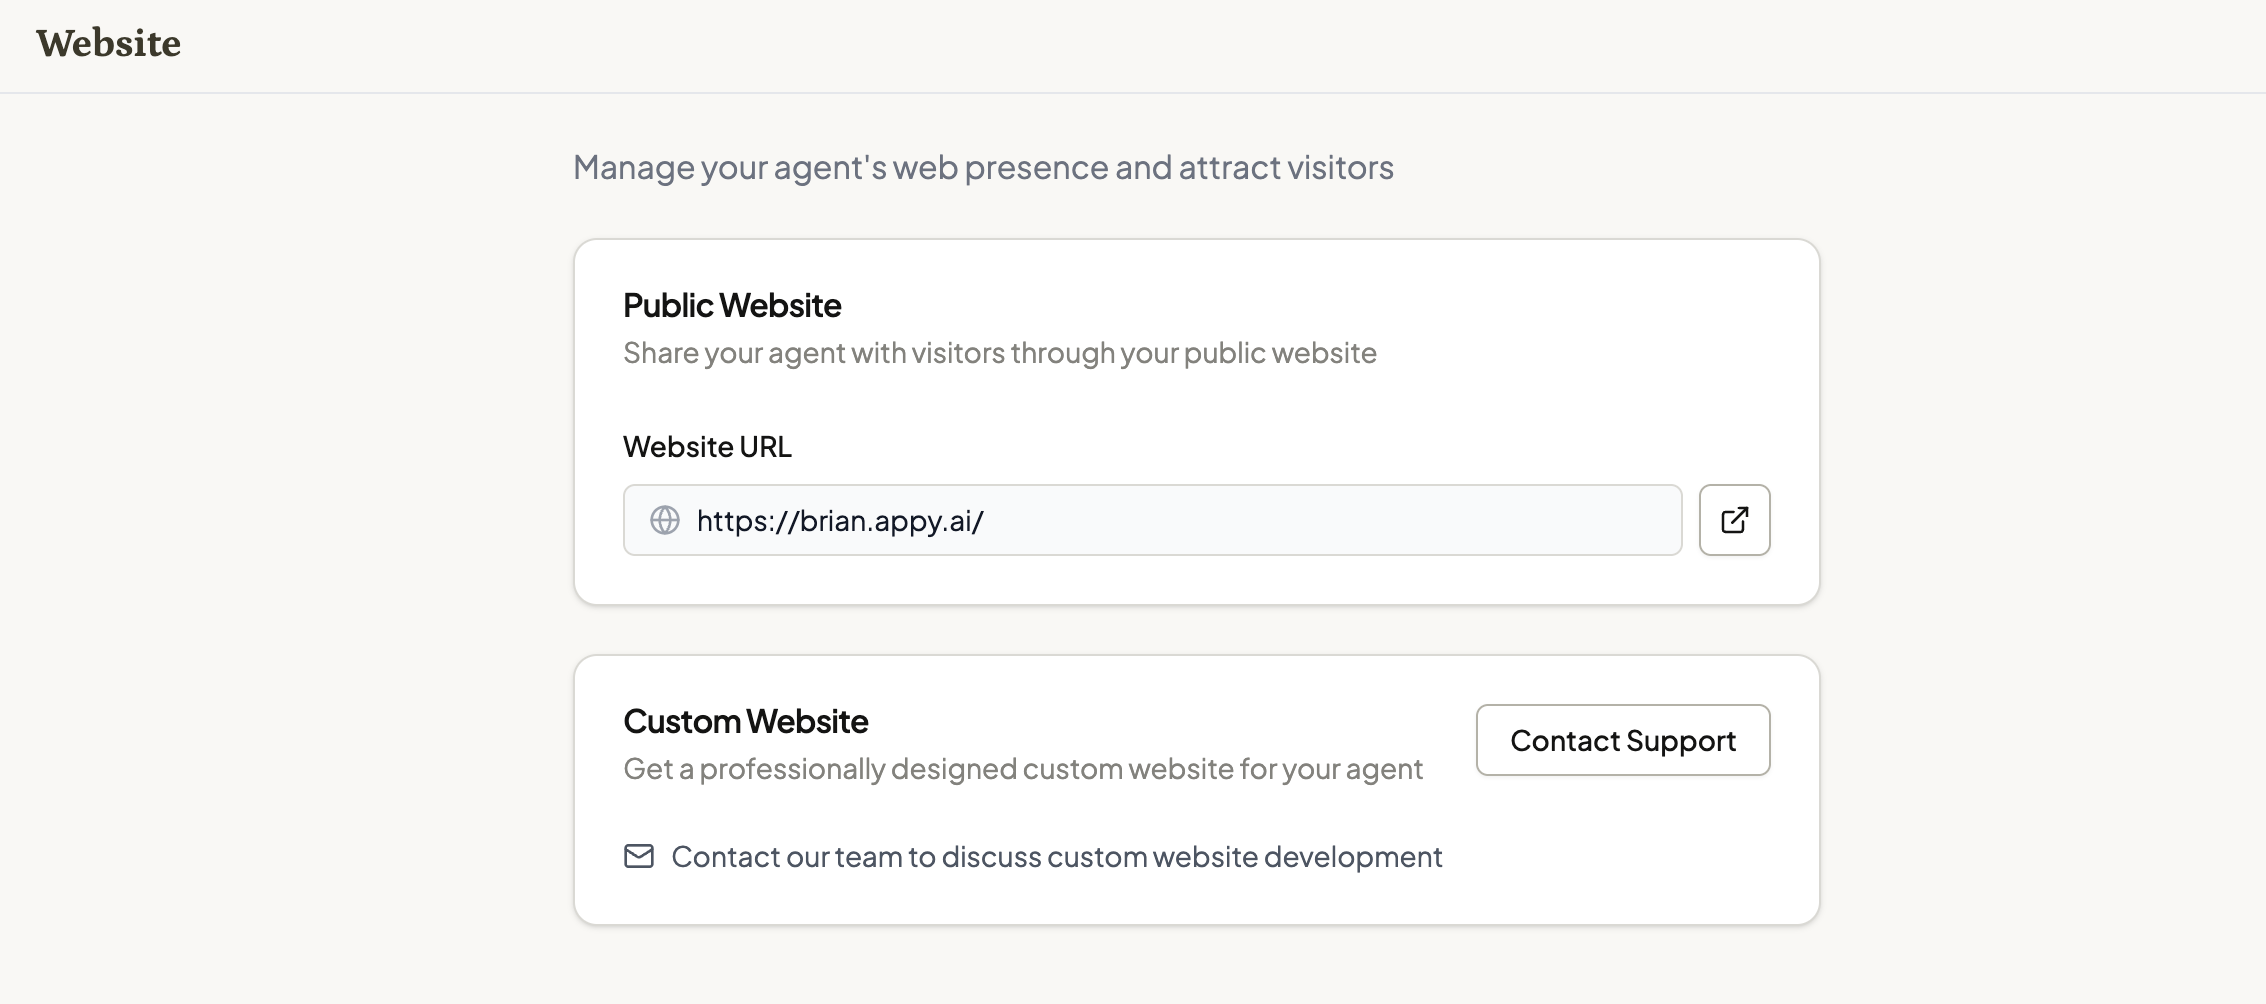 Website
Manage your agent's web presence and attract visitors
Public Website
Share your agent with visitors through your public website
Website URL
https://brian.appy.ai/
Custom Website
Get a professionally designed custom website for your agent
Contact Support
Contact our team to discuss custom website development